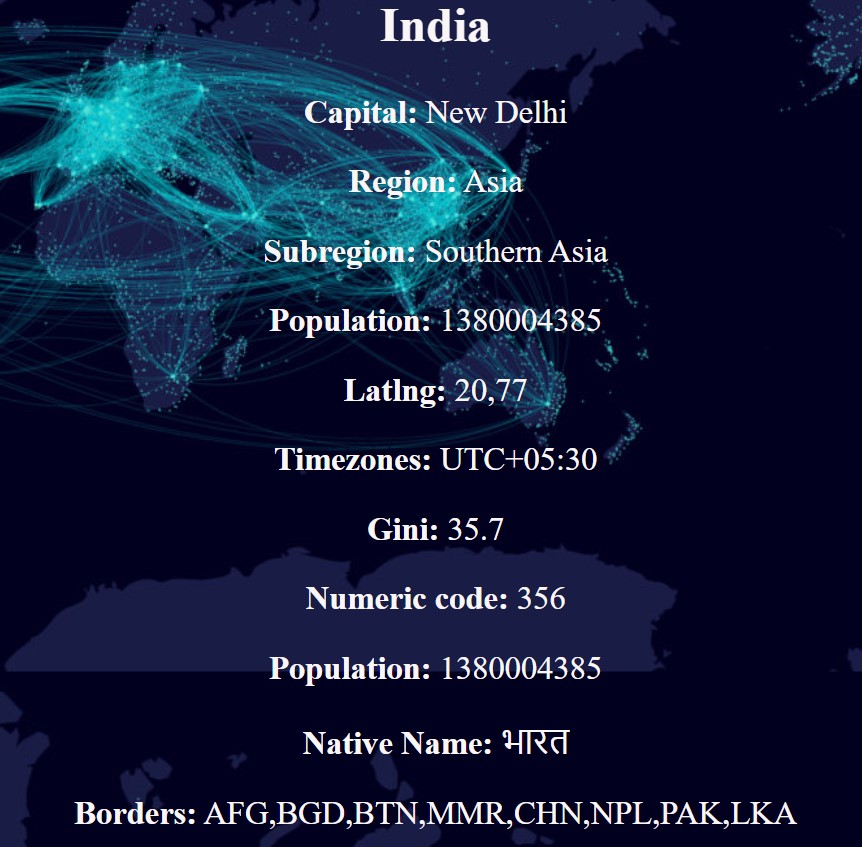 India
Capital: New Delhi
Region: Asia
Subregion: Southern Asia
Population: 1380004385
Latlng: 20,77
Timezones: UTC+05:30
Gini: 35.7
Numeric code: 356
Population: 1380004385
Native Name: भारत
Borders: AFG,BGD,BTN,MMR,CHN,NPL,PAK,LKA